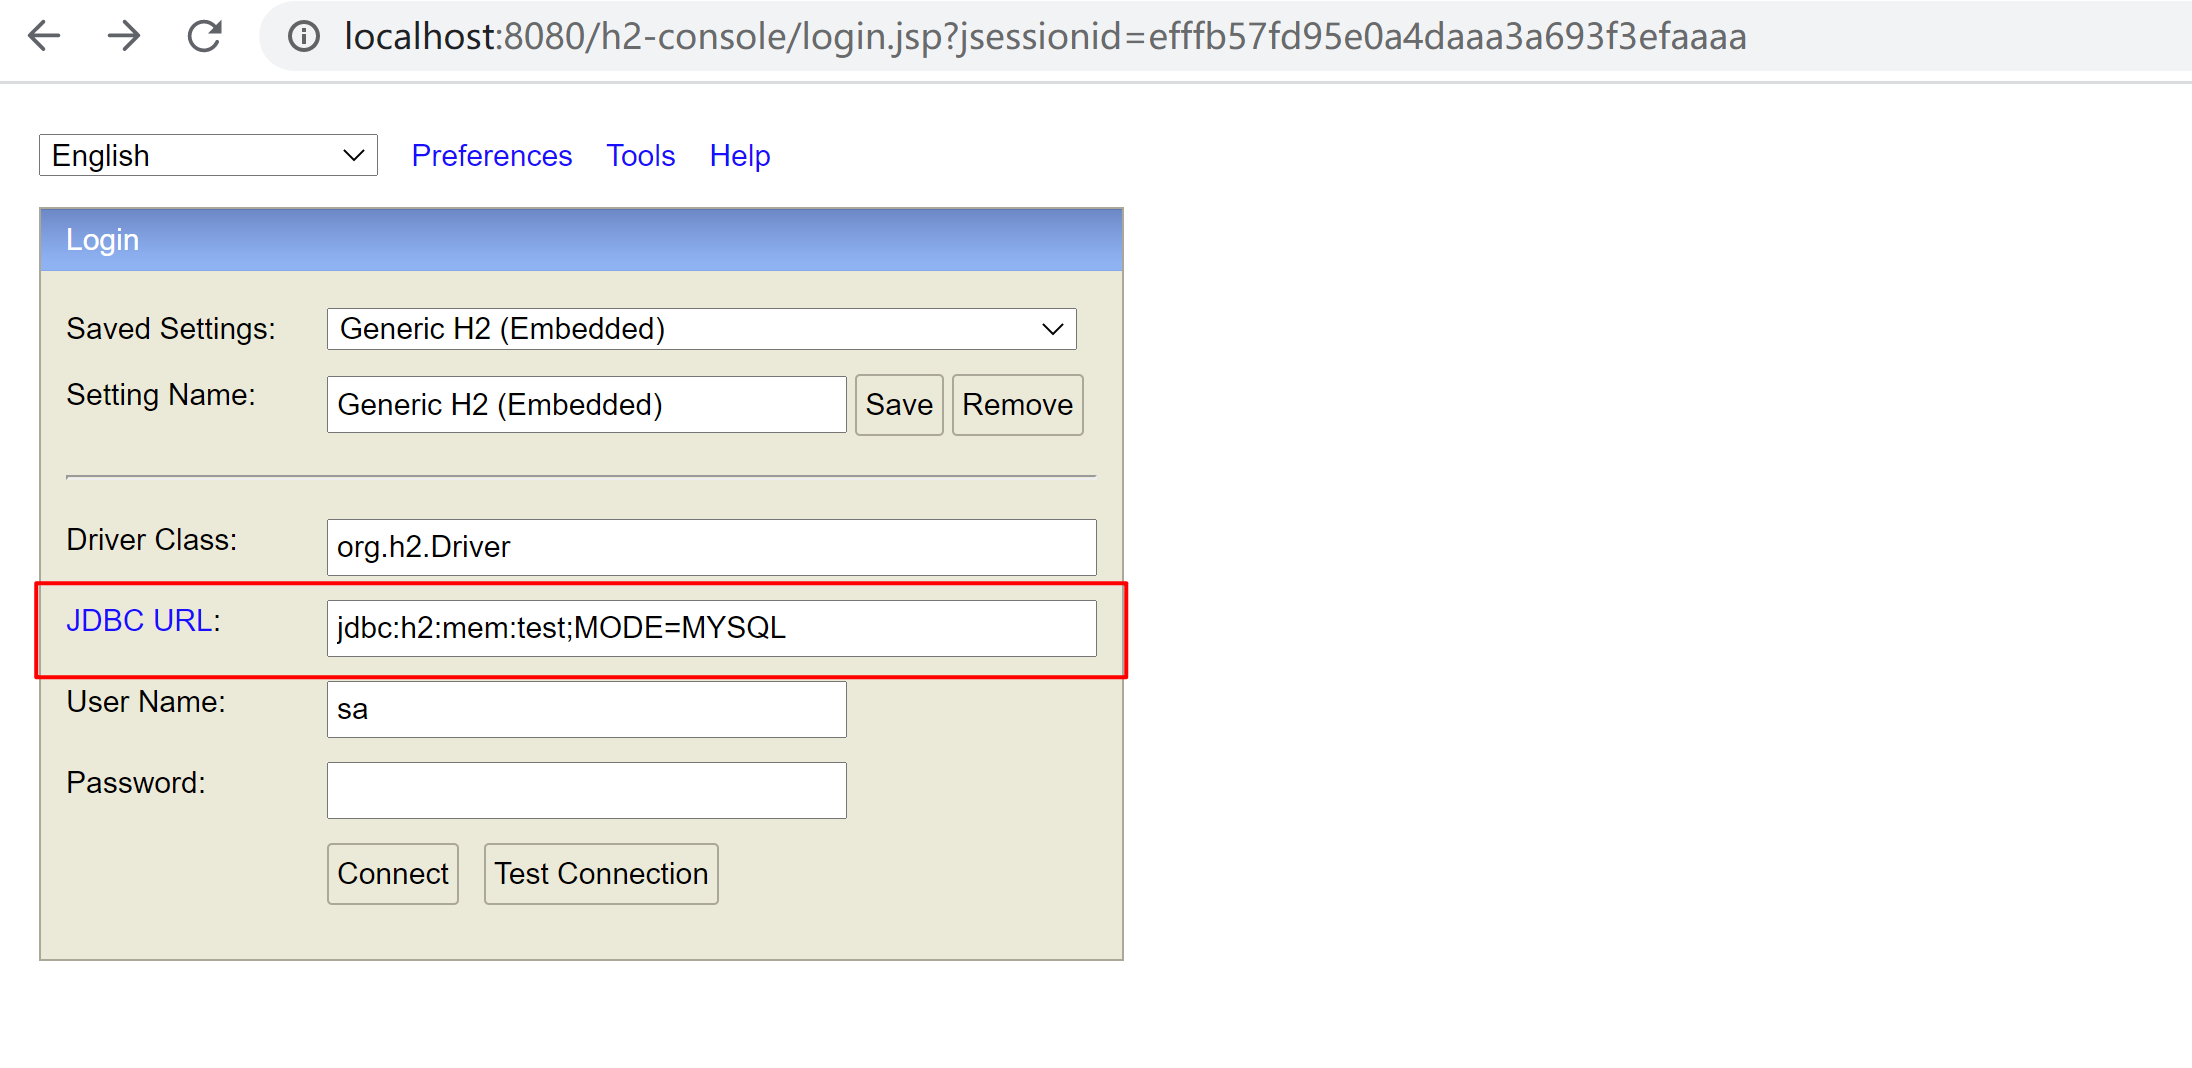 localhost:8080/h2-console/login.jsp?jsessionid=efffb57fd95e0a4daaa3a693f3efaaaa
English Preferences Tools Help
Login
Saved Settings: Generic H2 (Embedded)
Setting Name: Generic H2 (Embedded) Save Remove
Driver Class: org.h2.Driver
JDBC URL: jdbc:h2:mem:test;MODE=MYSQL
User Name: sa
Password:
Connect Test Connection